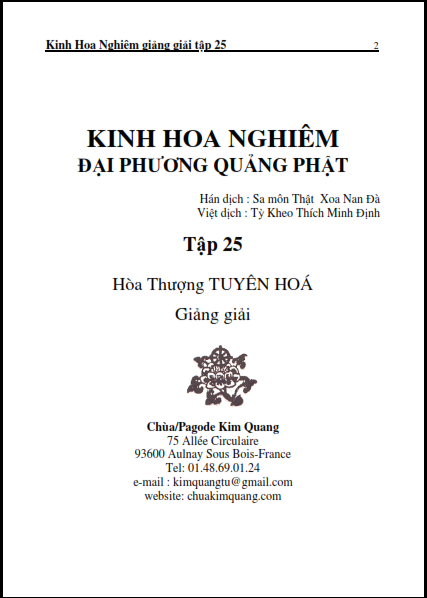 Kinh Hoa Nghiêm giảng giải tập 25 2
KINH HOA NGHIÊM
ĐẠI PHƯƠNG QUẢNG PHẬT
Hán dịch : Sa môn Thật Xoa Nan Đà
Việt dịch : Tỳ Kheo Thích Minh Định
Tập 25
Hòa Thượng TUYÊN HOÁ
Giảng giải
Chùa/Pagode Kim Quang
75 Allée Circulaire
93600 Aulnay Sous Bois-France
Tel: 01.48.69.01.24
e-mail : kimquangtu@gmail.com
website: chuakimquang.com